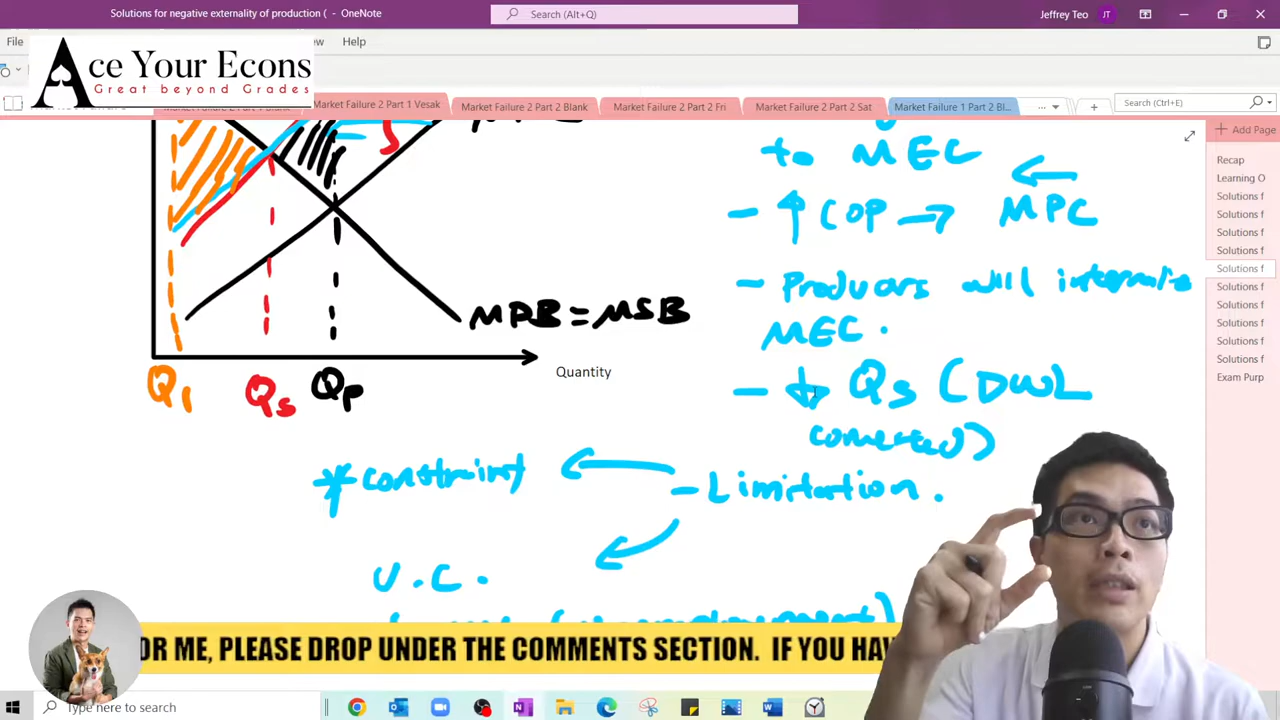 Solutions for negative externality of production ( - OneNote
Search (Alt+Q)
Jeffrey Teo
JT
File
Help
Ace Your Econs
Great beyond Grades
Market Failure 2 Part 1 Vesak
Market Failure 2 Part 2 Blank
Market Failure 2 Part 2 Fri
Market Failure 2 Part 2 Sat
Market Failure 1 Part 2 Bl...
Search (Ctrl+E)
Add Page
Recap
Learning O
Solutions f
Solutions f
Solutions f
Solutions f
Solutions f
Solutions f
Solutions f
Solutions f
Solutions f
Solutions f
Exam Purp
to MEC
- ↑ COP → MPC ←
- Producers will internalise
MEC.
- ↓ Qs (DWL
corrected)
- Limitation.
* constraint
U.C.
S
MPB = MSB
Quantity
Q1
Qs
Qp
OR ME, PLEASE DROP UNDER THE COMMENTS SECTION. IF YOU HAV
Type here to search